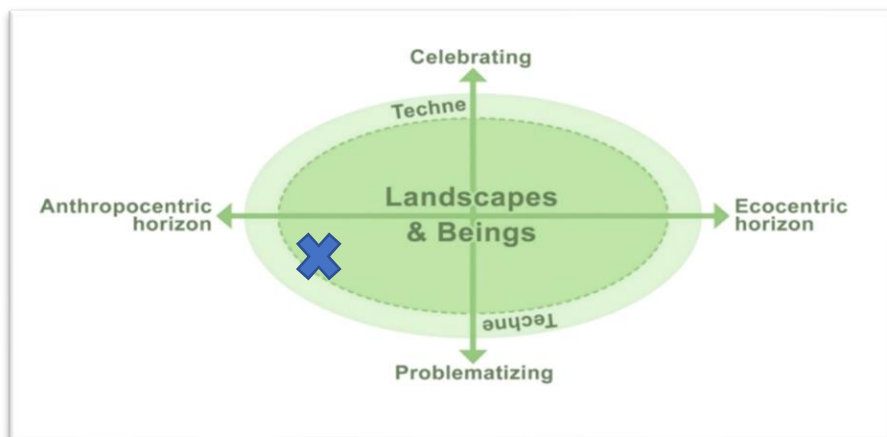 Celebrating
Techne
Anthropocentric
horizon
Landscapes
& Beings
Ecocentric
horizon
Techne
Problematizing